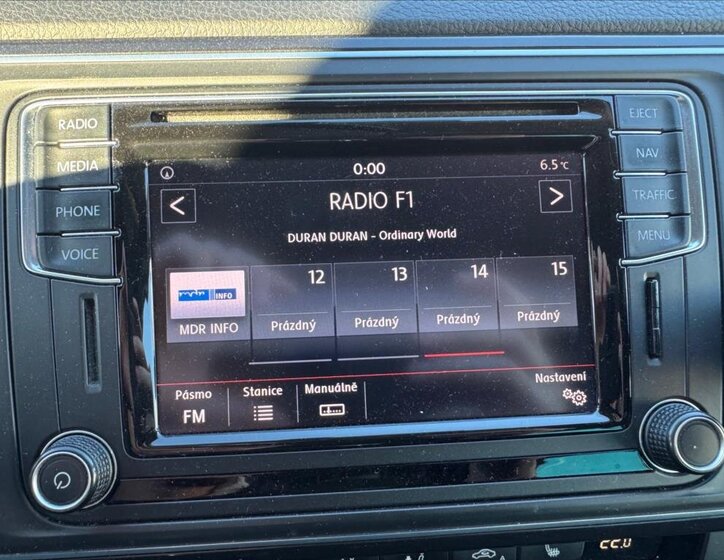 RADIO
MEDIA
PHONE
VOICE
EJECT
NAV
TRAFFIC
MENU
0:00
6.5 °C
RADIO F1
DURAN DURAN - Ordinary World
INFO
MDR INFO
12
Prázdný
13
Prázdný
14
Prázdný
15
Prázdný
Pásmo
FM
Stanice
Manuálně
Nastavení